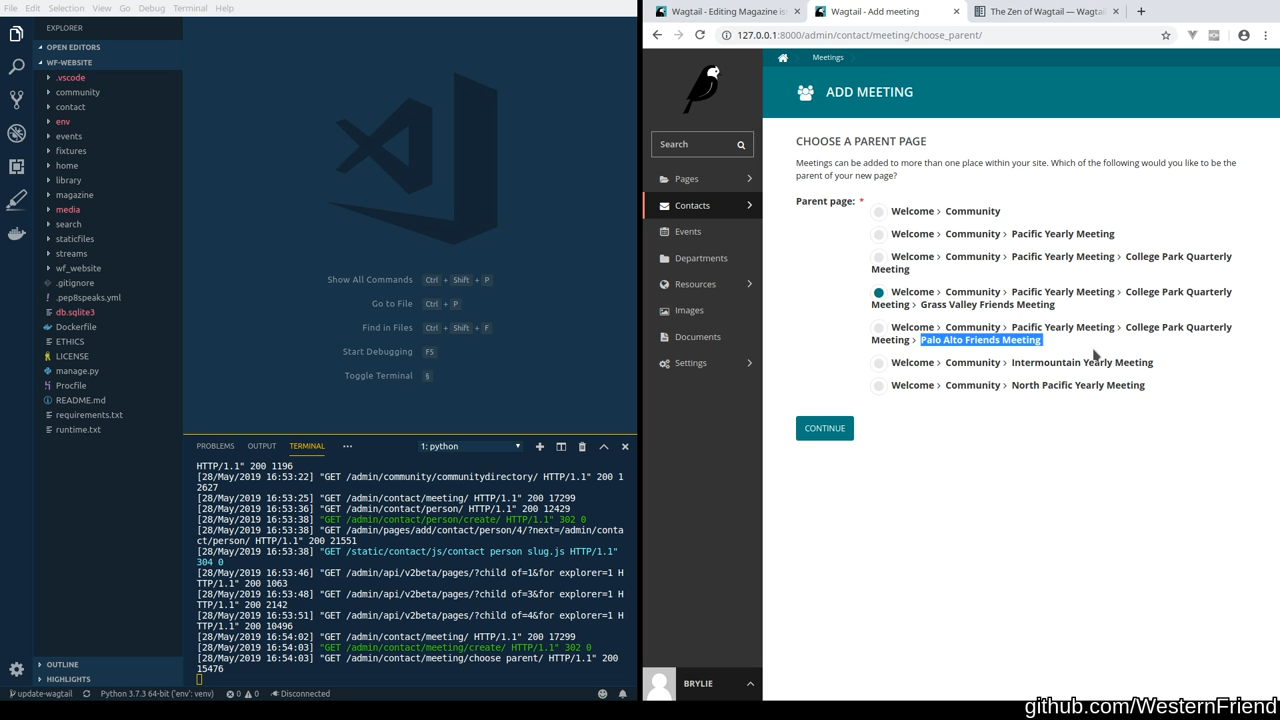 File Edit Selection View Go Debug Terminal Help
EXPLORER
OPEN EDITORS
WF-WEBSITE
.vscode
community
contact
env
events
fixtures
home
library
magazine
media
search
staticfiles
streams
wf_website
.gitignore
.pep8speaks.yml
db.sqlite3
Dockerfile
ETHICS
LICENSE
manage.py
Procfile
README.md
requirements.txt
runtime.txt
OUTLINE
HIGHLIGHTS
Show All Commands Ctrl + Shift + P
Go to File Ctrl + P
Find in Files Ctrl + Shift + F
Start Debugging F5
Toggle Terminal §
PROBLEMS OUTPUT TERMINAL ••• 1: python
HTTP/1.1" 200 1196
[28/May/2019 16:53:22] "GET /admin/community/communitydirectory/ HTTP/1.1" 200 1
2627
[28/May/2019 16:53:25] "GET /admin/contact/meeting/ HTTP/1.1" 200 17299
[28/May/2019 16:53:36] "GET /admin/contact/person/ HTTP/1.1" 200 12429
[28/May/2019 16:53:38] "GET /admin/contact/person/create/ HTTP/1.1" 302 0
[28/May/2019 16:53:38] "GET /admin/pages/add/contact/person/4/?next=/admin/conta
ct/person/ HTTP/1.1" 200 21551
[28/May/2019 16:53:38] "GET /static/contact/js/contact person slug.js HTTP/1.1"
304 0
[28/May/2019 16:53:46] "GET /admin/api/v2beta/pages/?child of=1&for explorer=1 H
TTP/1.1" 200 1063
[28/May/2019 16:53:48] "GET /admin/api/v2beta/pages/?child of=3&for explorer=1 H
TTP/1.1" 200 2142
[28/May/2019 16:53:51] "GET /admin/api/v2beta/pages/?child of=4&for explorer=1 H
TTP/1.1" 200 10496
[28/May/2019 16:54:02] "GET /admin/contact/meeting/ HTTP/1.1" 200 17299
[28/May/2019 16:54:03] "GET /admin/contact/meeting/create/ HTTP/1.1" 302 0
[28/May/2019 16:54:03] "GET /admin/contact/meeting/choose parent/ HTTP/1.1" 200
15476
update-wagtail Python 3.7.3 64-bit ('env': venv) 0 0 Disconnected
Wagtail - Editing Magazine is Wagtail - Add meeting The Zen of Wagtail — Wagtai
127.0.0.1:8000/admin/contact/meeting/choose_parent/
Search
Pages
Contacts
Events
Departments
Resources
Images
Documents
Settings
BRYLIE
Meetings
ADD MEETING
CHOOSE A PARENT PAGE
Meetings can be added to more than one place within your site. Which of the following would you like to be the
parent of your new page?
Parent page: *
Welcome › Community
Welcome › Community › Pacific Yearly Meeting
Welcome › Community › Pacific Yearly Meeting › College Park Quarterly
Meeting
Welcome › Community › Pacific Yearly Meeting › College Park Quarterly
Meeting › Grass Valley Friends Meeting
Welcome › Community › Pacific Yearly Meeting › College Park Quarterly
Meeting › Palo Alto Friends Meeting
Welcome › Community › Intermountain Yearly Meeting
Welcome › Community › North Pacific Yearly Meeting
CONTINUE
github.com/WesternFriend